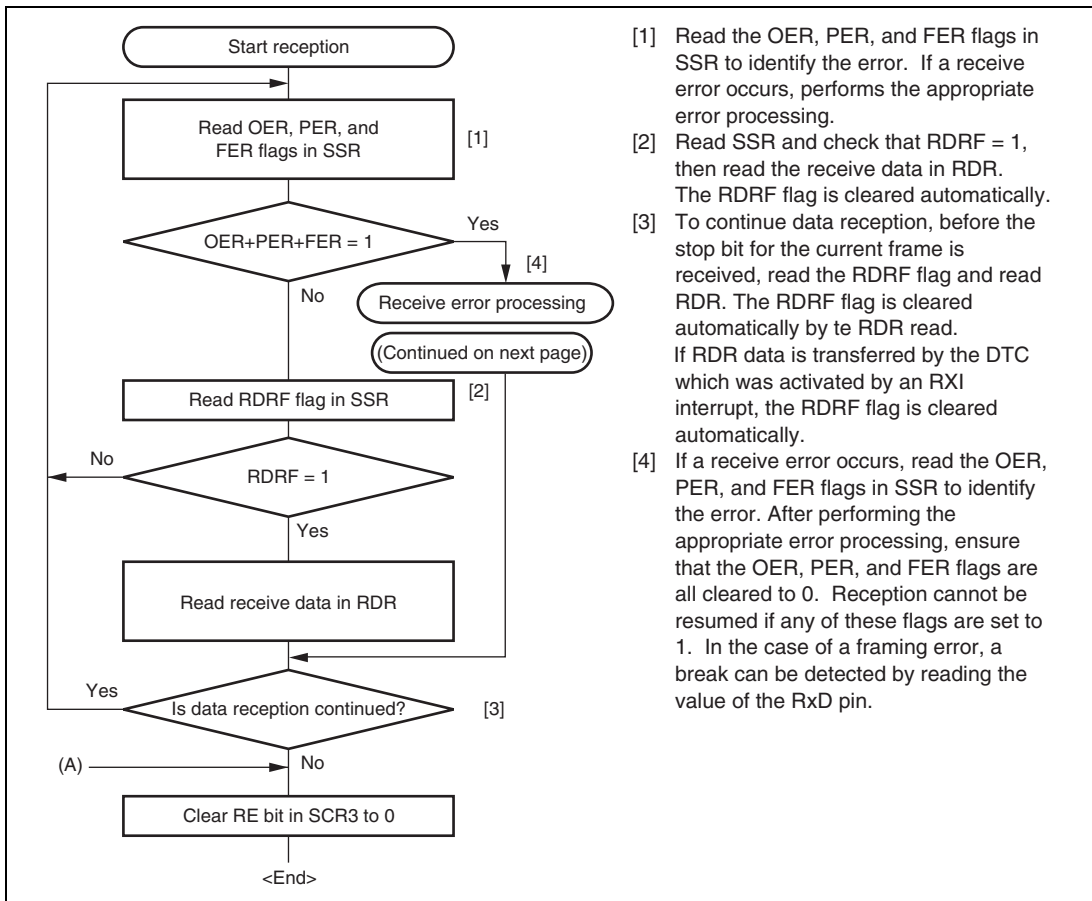 Start reception
Read OER, PER, and
FER flags in SSR
[1]
OER+PER+FER = 1
Yes
[4]
No
Receive error processing
(Continued on next page)
Read RDRF flag in SSR
[2]
No
RDRF = 1
Yes
Read receive data in RDR
Yes
Is data reception continued?
[3]
(A)
No
Clear RE bit in SCR3 to 0
<End>
[1] Read the OER, PER, and FER flags in
SSR to identify the error. If a receive
error occurs, performs the appropriate
error processing.
[2] Read SSR and check that RDRF = 1,
then read the receive data in RDR.
The RDRF flag is cleared automatically.
[3] To continue data reception, before the
stop bit for the current frame is
received, read the RDRF flag and read
RDR. The RDRF flag is cleared
automatically by te RDR read.
If RDR data is transferred by the DTC
which was activated by an RXI
interrupt, the RDRF flag is cleared
automatically.
[4] If a receive error occurs, read the OER,
PER, and FER flags in SSR to identify
the error. After performing the
appropriate error processing, ensure
that the OER, PER, and FER flags are
all cleared to 0. Reception cannot be
resumed if any of these flags are set to
1. In the case of a framing error, a
break can be detected by reading the
value of the RxD pin.